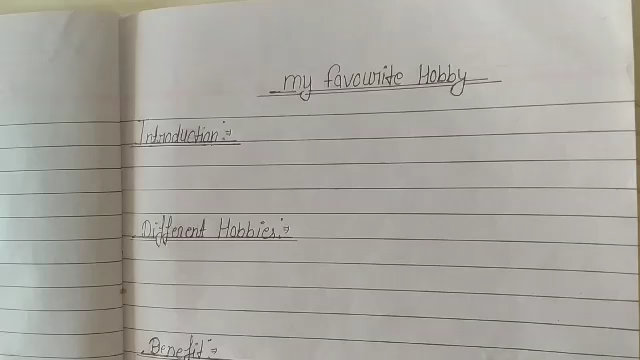 my favourite Hobby
Introduction:→
Different Hobbies:→
Benefit:→